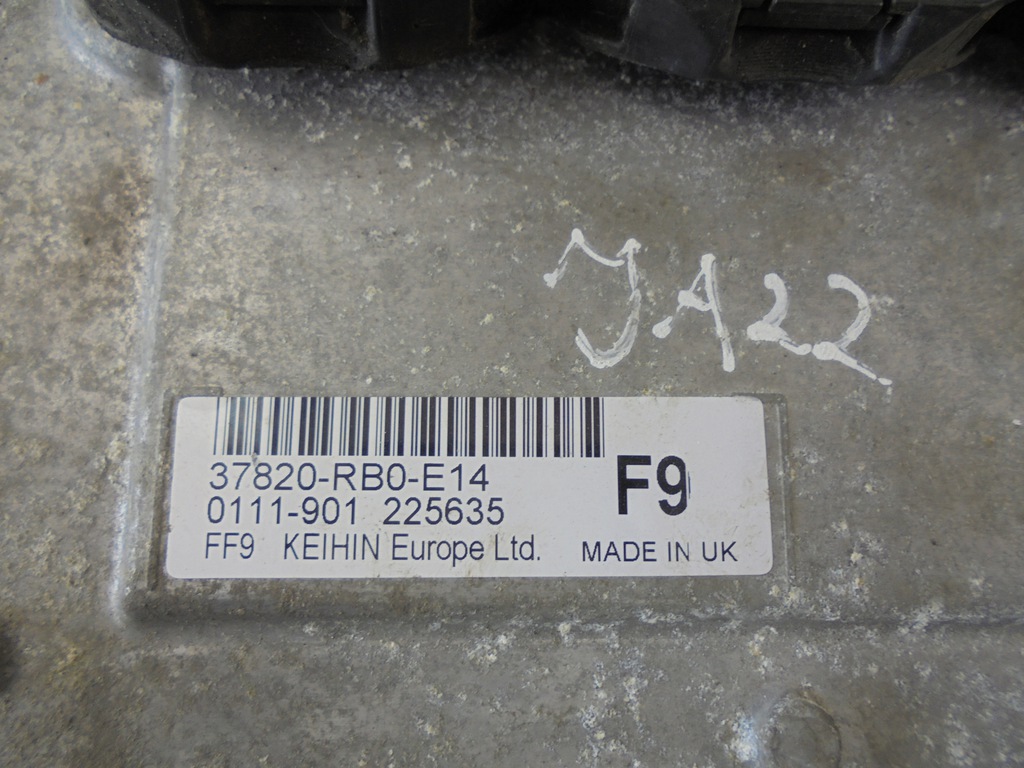 JA22
37820-RB0-E14
F9
0111-901 225635
FF9 KEIHIN Europe Ltd. MADE IN UK